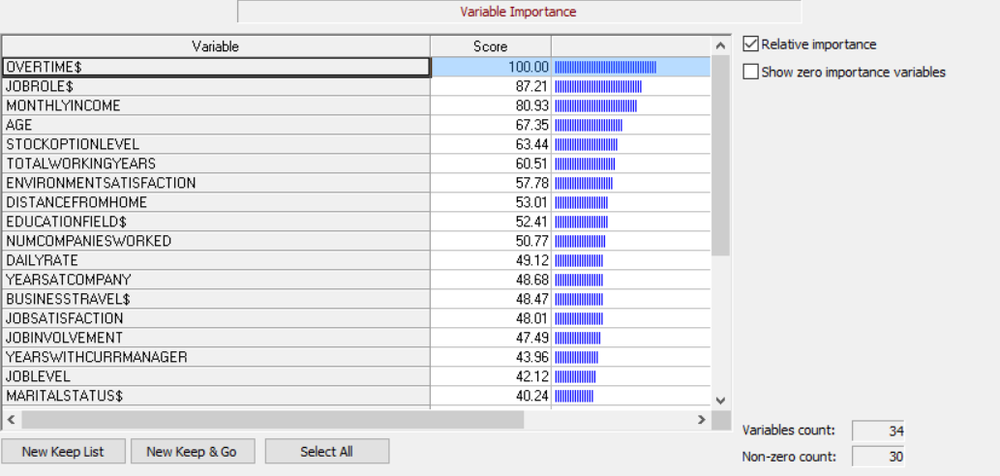 Variable Importance
Variable Score
OVERTIME$ 100.00
JOBROLE$ 87.21
MONTHLYINCOME 80.93
AGE 67.35
STOCKOPTIONLEVEL 63.44
TOTALWORKINGYEARS 60.51
ENVIRONMENTSATISFACTION 57.78
DISTANCEFROMHOME 53.01
EDUCATIONFIELD$ 52.41
NUMCOMPANIESWORKED 50.77
DAILYRATE 49.12
YEARSATCOMPANY 48.68
BUSINESSTRAVEL$ 48.47
JOBSATISFACTION 48.01
JOBINVOLVEMENT 47.49
YEARSWITHCURRMANAGER 43.96
JOBLEVEL 42.12
MARITALSTATUS$ 40.24
New Keep List New Keep & Go Select All
Relative importance
Show zero importance variables
Variables count: 34
Non-zero count: 30